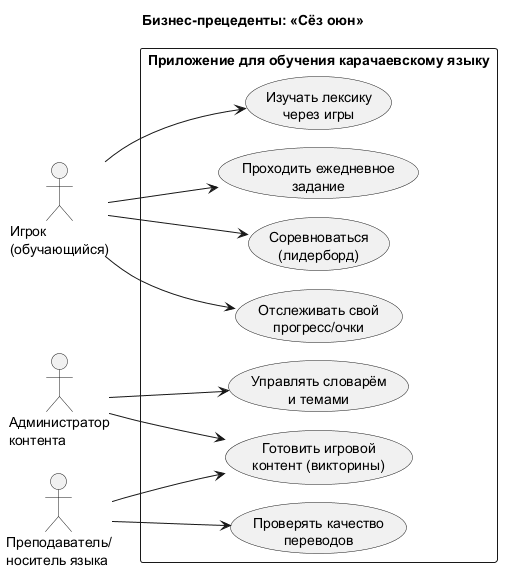 Бизнес-прецеденты: «Сёз оюн»
Приложение для обучения карачаевскому языку
Изучать лексику
через игры
Проходить ежедневное
задание
Игрок
(обучающийся)
Соревноваться
(лидерборд)
Отслеживать свой
прогресс/очки
Управлять словарём
и темами
Администратор
контента
Готовить игровой
контент (викторины)
Проверять качество
переводов
Преподаватель/
носитель языка